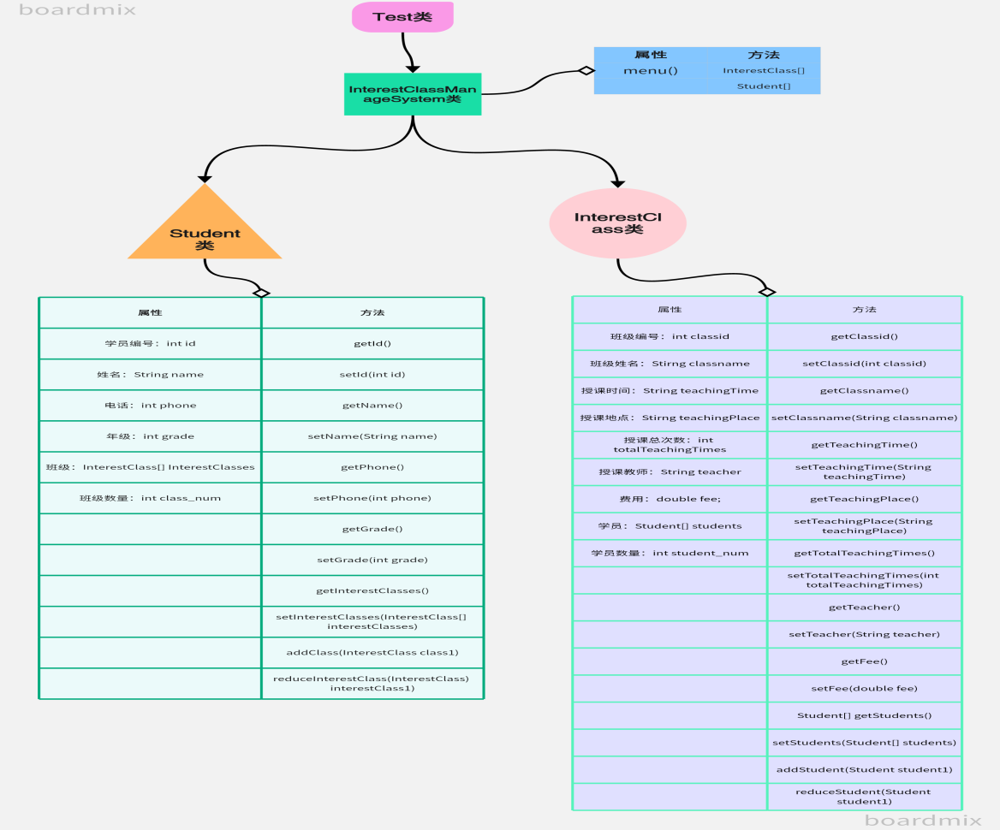 boardmix
Test类
InterestClassMan
ageSystem类
属性 方法
menu() InterestClass[]
Student[]
Student
类
InterestCl
ass类
属性 方法
学员编号：int id getId()
姓名：String name setId(int id)
电话：int phone getName()
年级：int grade setName(String name)
班级：InterestClass[] InterestClasses getPhone()
班级数量：int class_num setPhone(int phone)
getGrade()
setGrade(int grade)
getInterestClasses()
setInterestClasses(InterestClass[]
interestClasses)
addClass(InterestClass class1)
reduceInterestClass(InterestClass)
interestClass1)
属性 方法
班级编号：int classid getClassid()
班级姓名：Stirng classname setClassid(int classid)
授课时间：String teachingTime getClassname()
授课地点：Stirng teachingPlace setClassname(String classname)
授课总次数：int
totalTeachingTimes getTeachingTime()
授课教师：String teacher setTeachingTime(String
teachingTime)
费用：double fee; getTeachingPlace()
学员：Student[] students setTeachingPlace(String
teachingPlace)
学员数量：int student_num getTotalTeachingTimes()
setTotalTeachingTimes(int
totalTeachingTimes)
getTeacher()
setTeacher(String teacher)
getFee()
setFee(double fee)
Student[] getStudents()
setStudents(Student[] students)
addStudent(Student student1)
reduceStudent(Student
student1)
boardmix